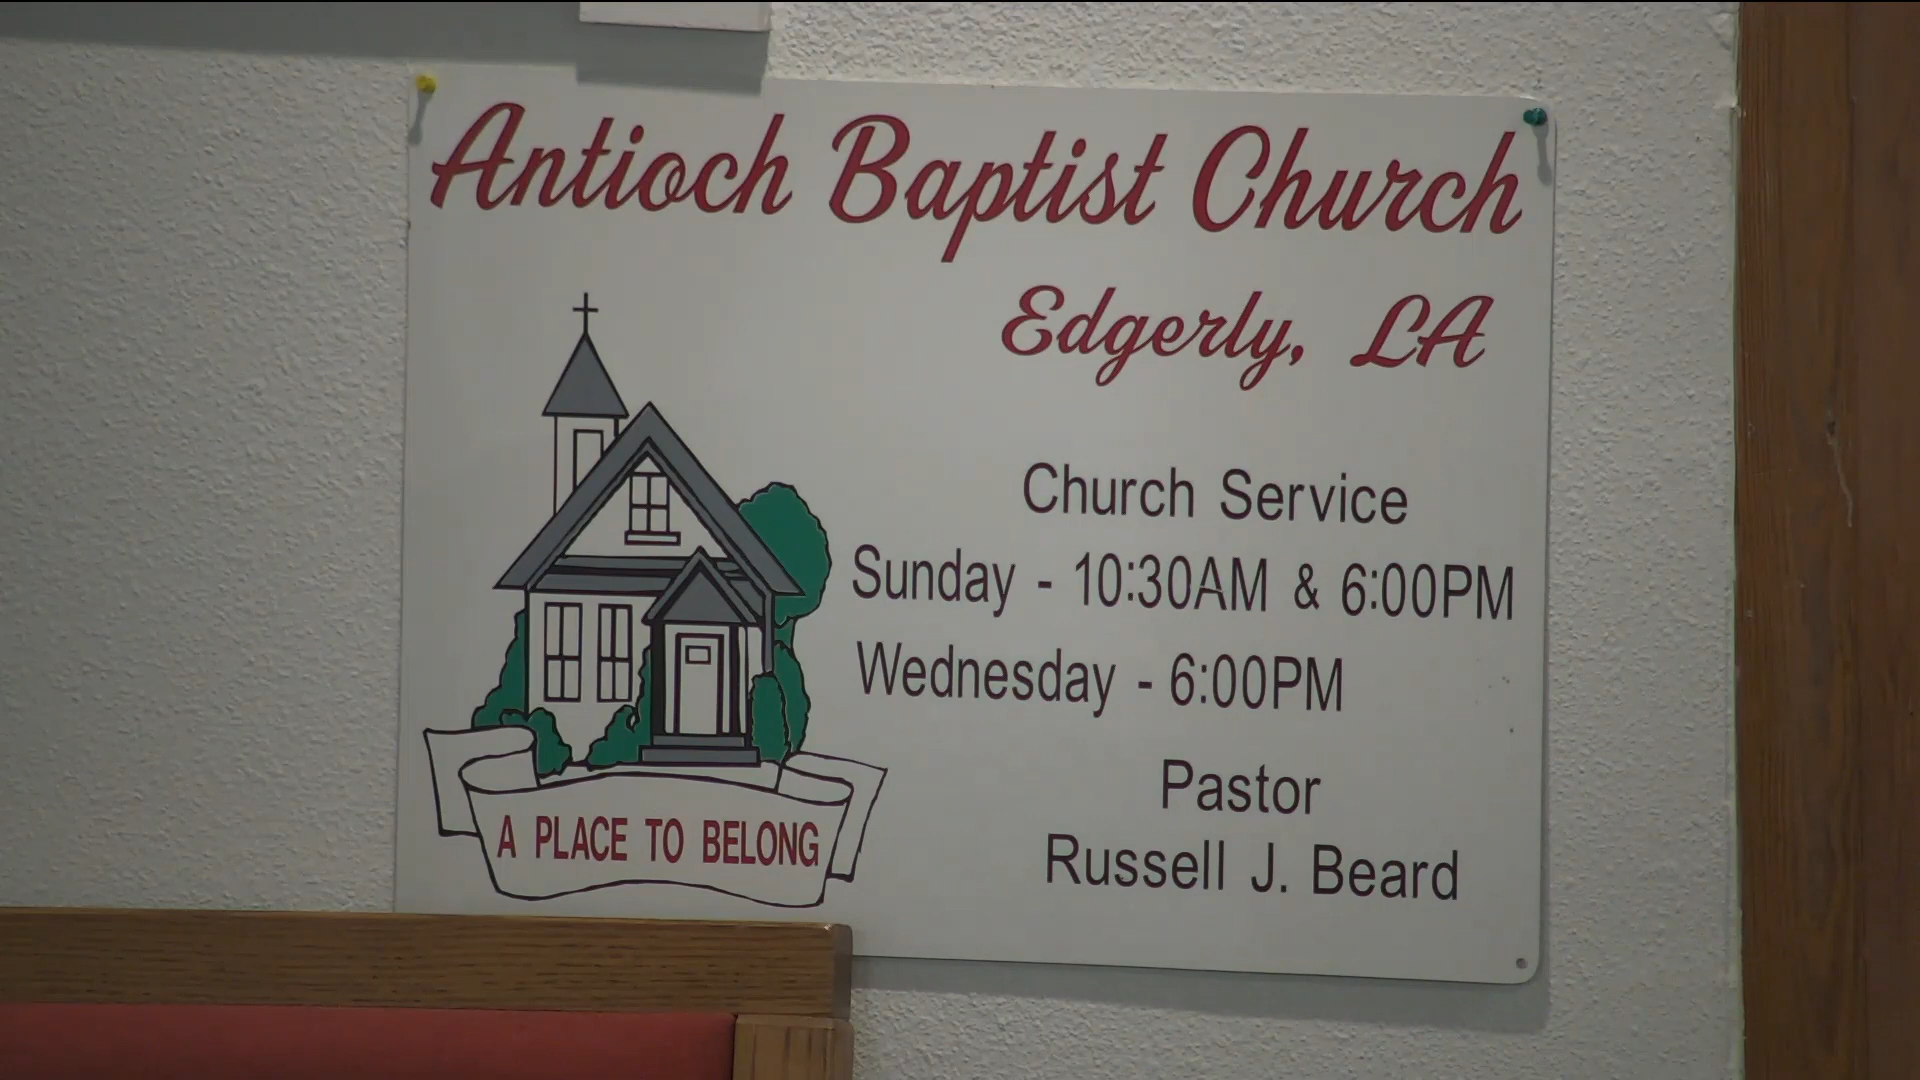 Antioch Baptist Church
Edgerly, LA
Church Service
Sunday - 10:30AM & 6:00PM
Wednesday - 6:00PM
Pastor
Russell J. Beard
A PLACE TO BELONG